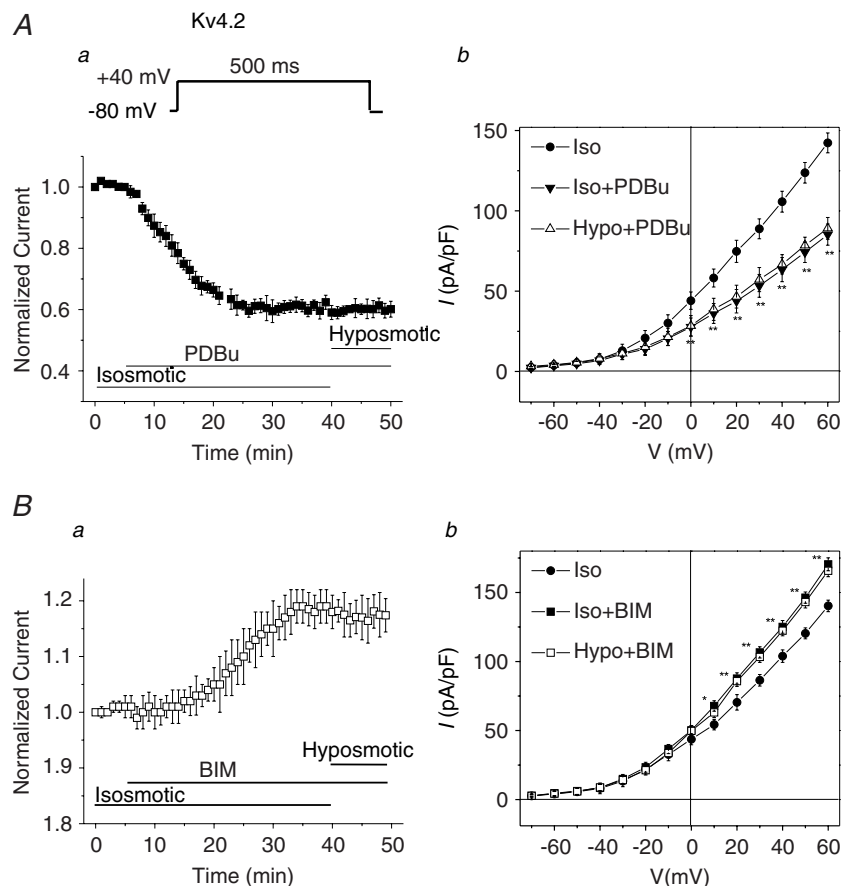 Kv4.2
A
a
+40 mV
500 ms
-80 mV
Normalized Current
1.0
0.8
0.6
0.4
Hyposmotic
PDBu
Isosmotic
0 10 20 30 40 50
Time (min)
b
I (pA/pF)
150
100
50
0
Iso
Iso+PDBu
Hypo+PDBu
** ** ** ** ** ** **
-60 -40 -20 0 20 40 60
V (mV)
B
a
Normalized Current
1.2
1.1
1.0
1.9
1.8
Hyposmotic
BIM
Isosmotic
0 10 20 30 40 50
Time (min)
b
I (pA/pF)
150
100
50
0
Iso
Iso+BIM
Hypo+BIM
* ** ** ** ** **
-60 -40 -20 0 20 40 60
V(mV)